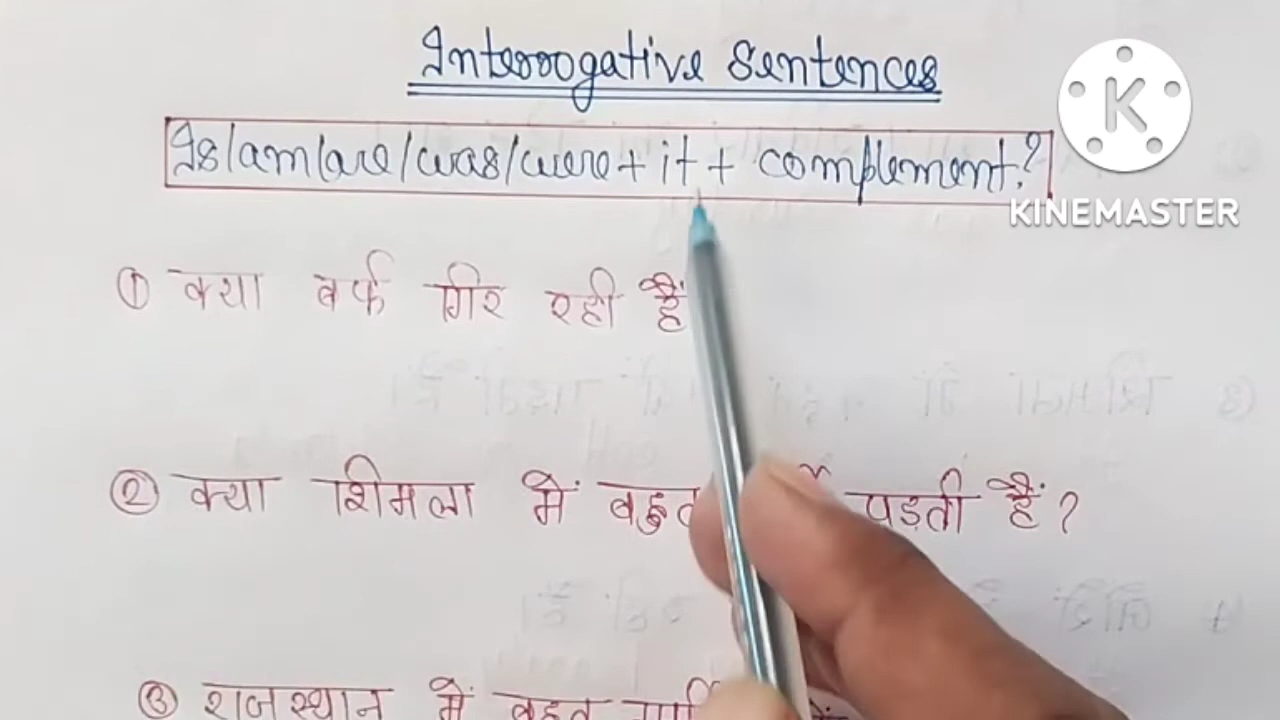 Interrogative Sentences
Is/am/are/was/were + it + complement?
K
KINEMASTER
① क्या बर्फ गिर रही हैं
② क्या शिमला में बहुत पड़ती हैं ?
③ राजस्थान में बहुत